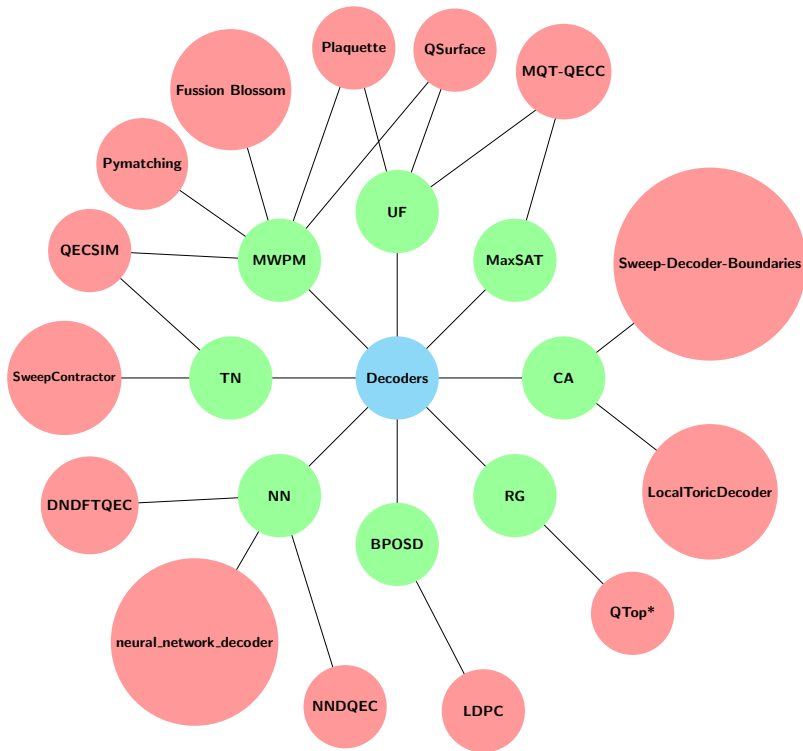 Plaquette
QSurface
MQT-QECC
Fussion Blossom
Pymatching
UF
QECSIM
MWPM
MaxSAT
Sweep-Decoder-Boundaries
SweepContractor
TN
Decoders
CA
DNDFTQEC
NN
RG
LocalToricDecoder
BPOSD
QTop*
neural_network_decoder
NNDQEC
LDPC